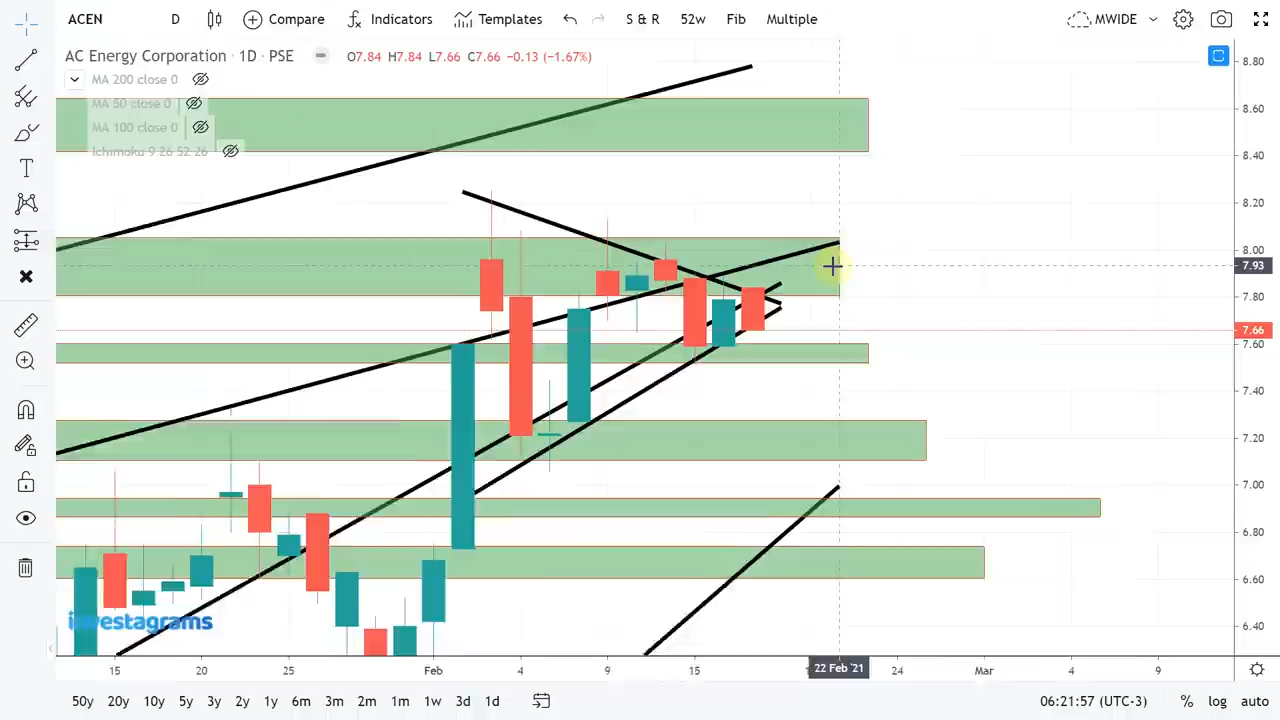 ACEN D Compare Indicators Templates S & R 52w Fib Multiple MWIDE
AC Energy Corporation · 1D · PSE O7.84 H7.84 L7.66 C7.66 −0.13 (−1.67%)
MA 200 close 0
MA 50 close 0
MA 100 close 0
Ichimoku 9 26 52 26
8.80
8.60
8.40
8.20
8.00
7.93
7.80
7.66
7.60
7.40
7.20
7.00
6.80
6.60
6.40
investagrams
15 20 25 Feb 4 9 15 22 Feb '21 24 Mar 4 9
50y 20y 10y 5y 3y 2y 1y 6m 3m 2m 1m 1w 3d 1d 06:21:57 (UTC-3) % log auto